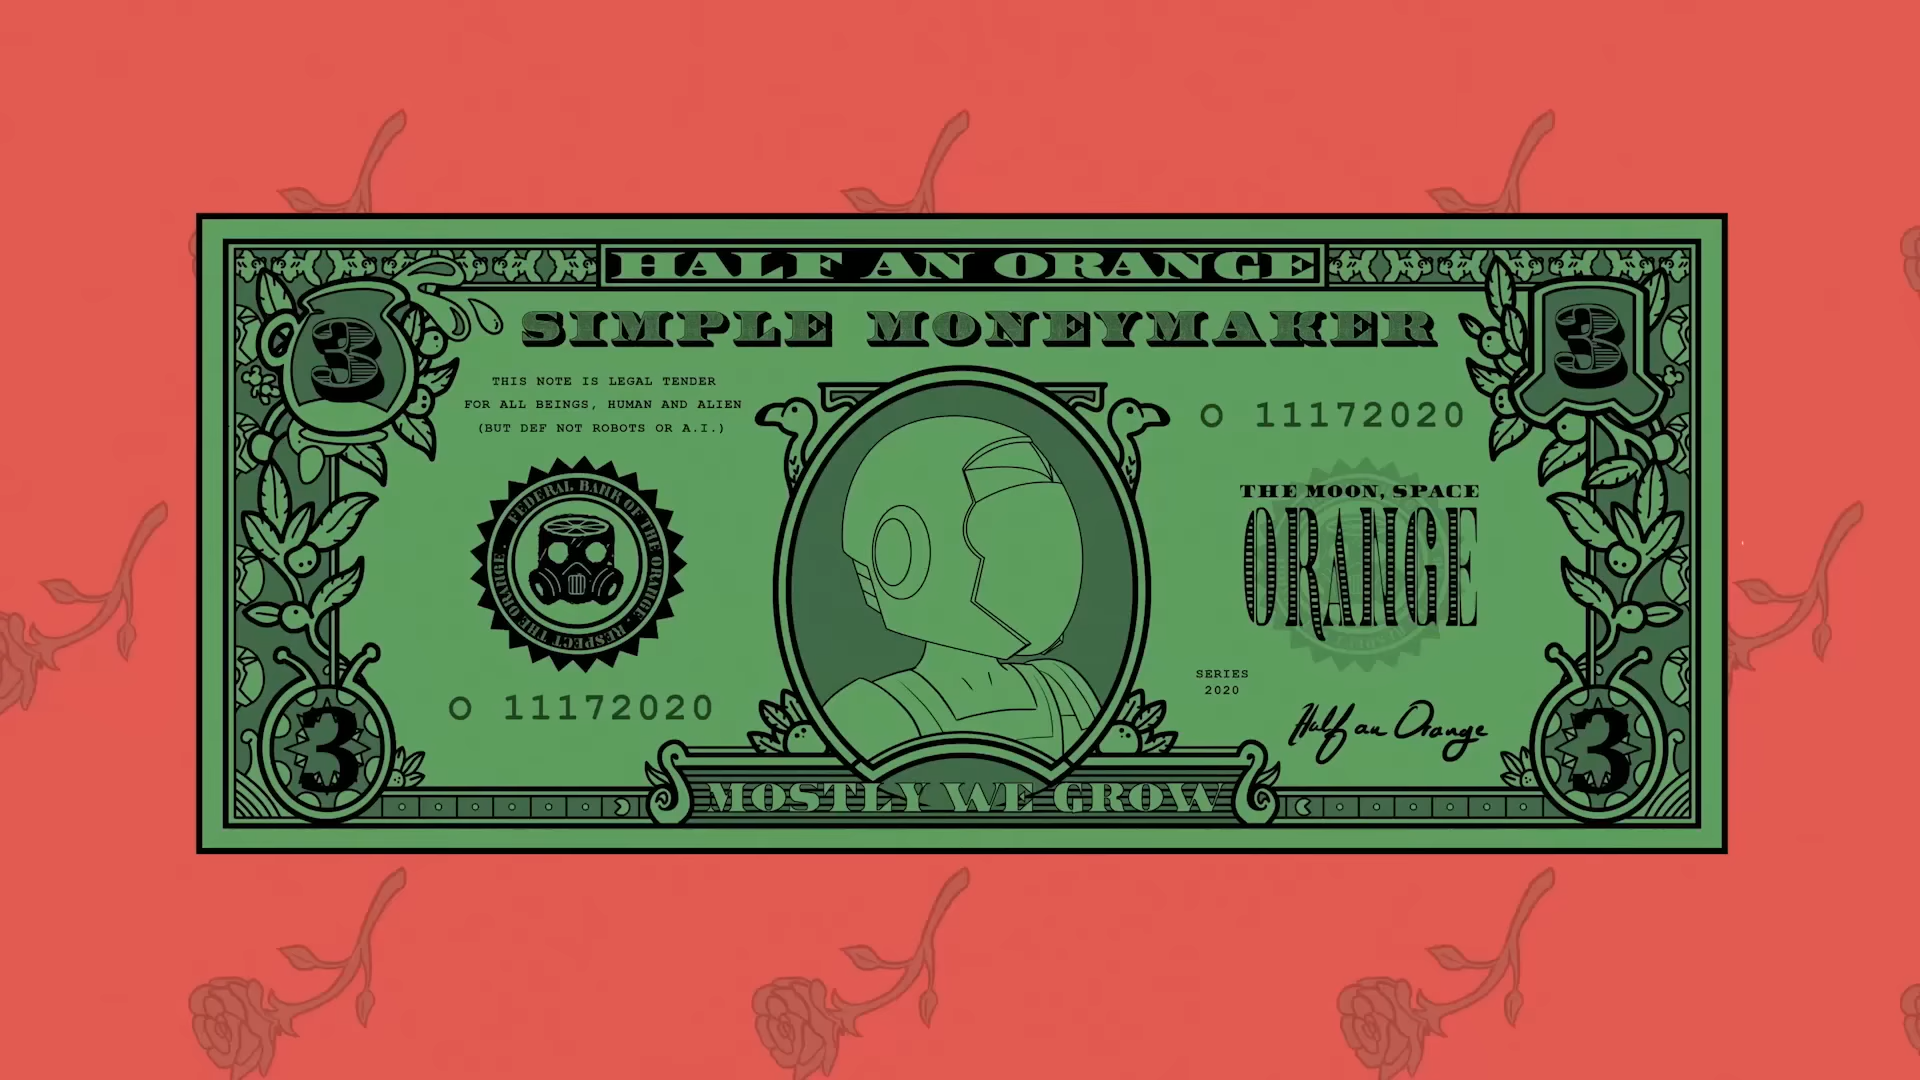 HALF AN ORANGE
SIMPLE MONEYMAKER
3
3
THIS NOTE IS LEGAL TENDER
FOR ALL BEINGS, HUMAN AND ALIEN
(BUT DEF NOT ROBOTS OR A.I.)
O 11172020
FEDERAL BANK OF THE ORANGE.
RESPECT THE ORANGE.
THE MOON, SPACE
ORANGE
SERIES
2020
O 11172020
Half an Orange
3
3
MOSTLY WE GROW